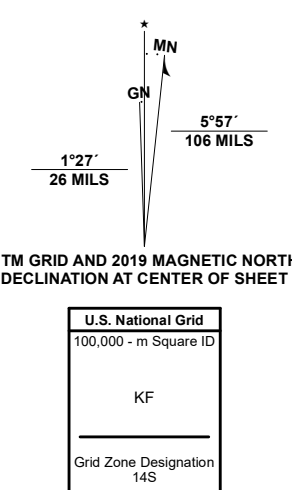 ★
MN
GN
5°57´
106 MILS
1°27´
26 MILS
TM GRID AND 2019 MAGNETIC NORTH
DECLINATION AT CENTER OF SHEET
U.S. National Grid
100,000 - m Square ID
KF
Grid Zone Designation
14S